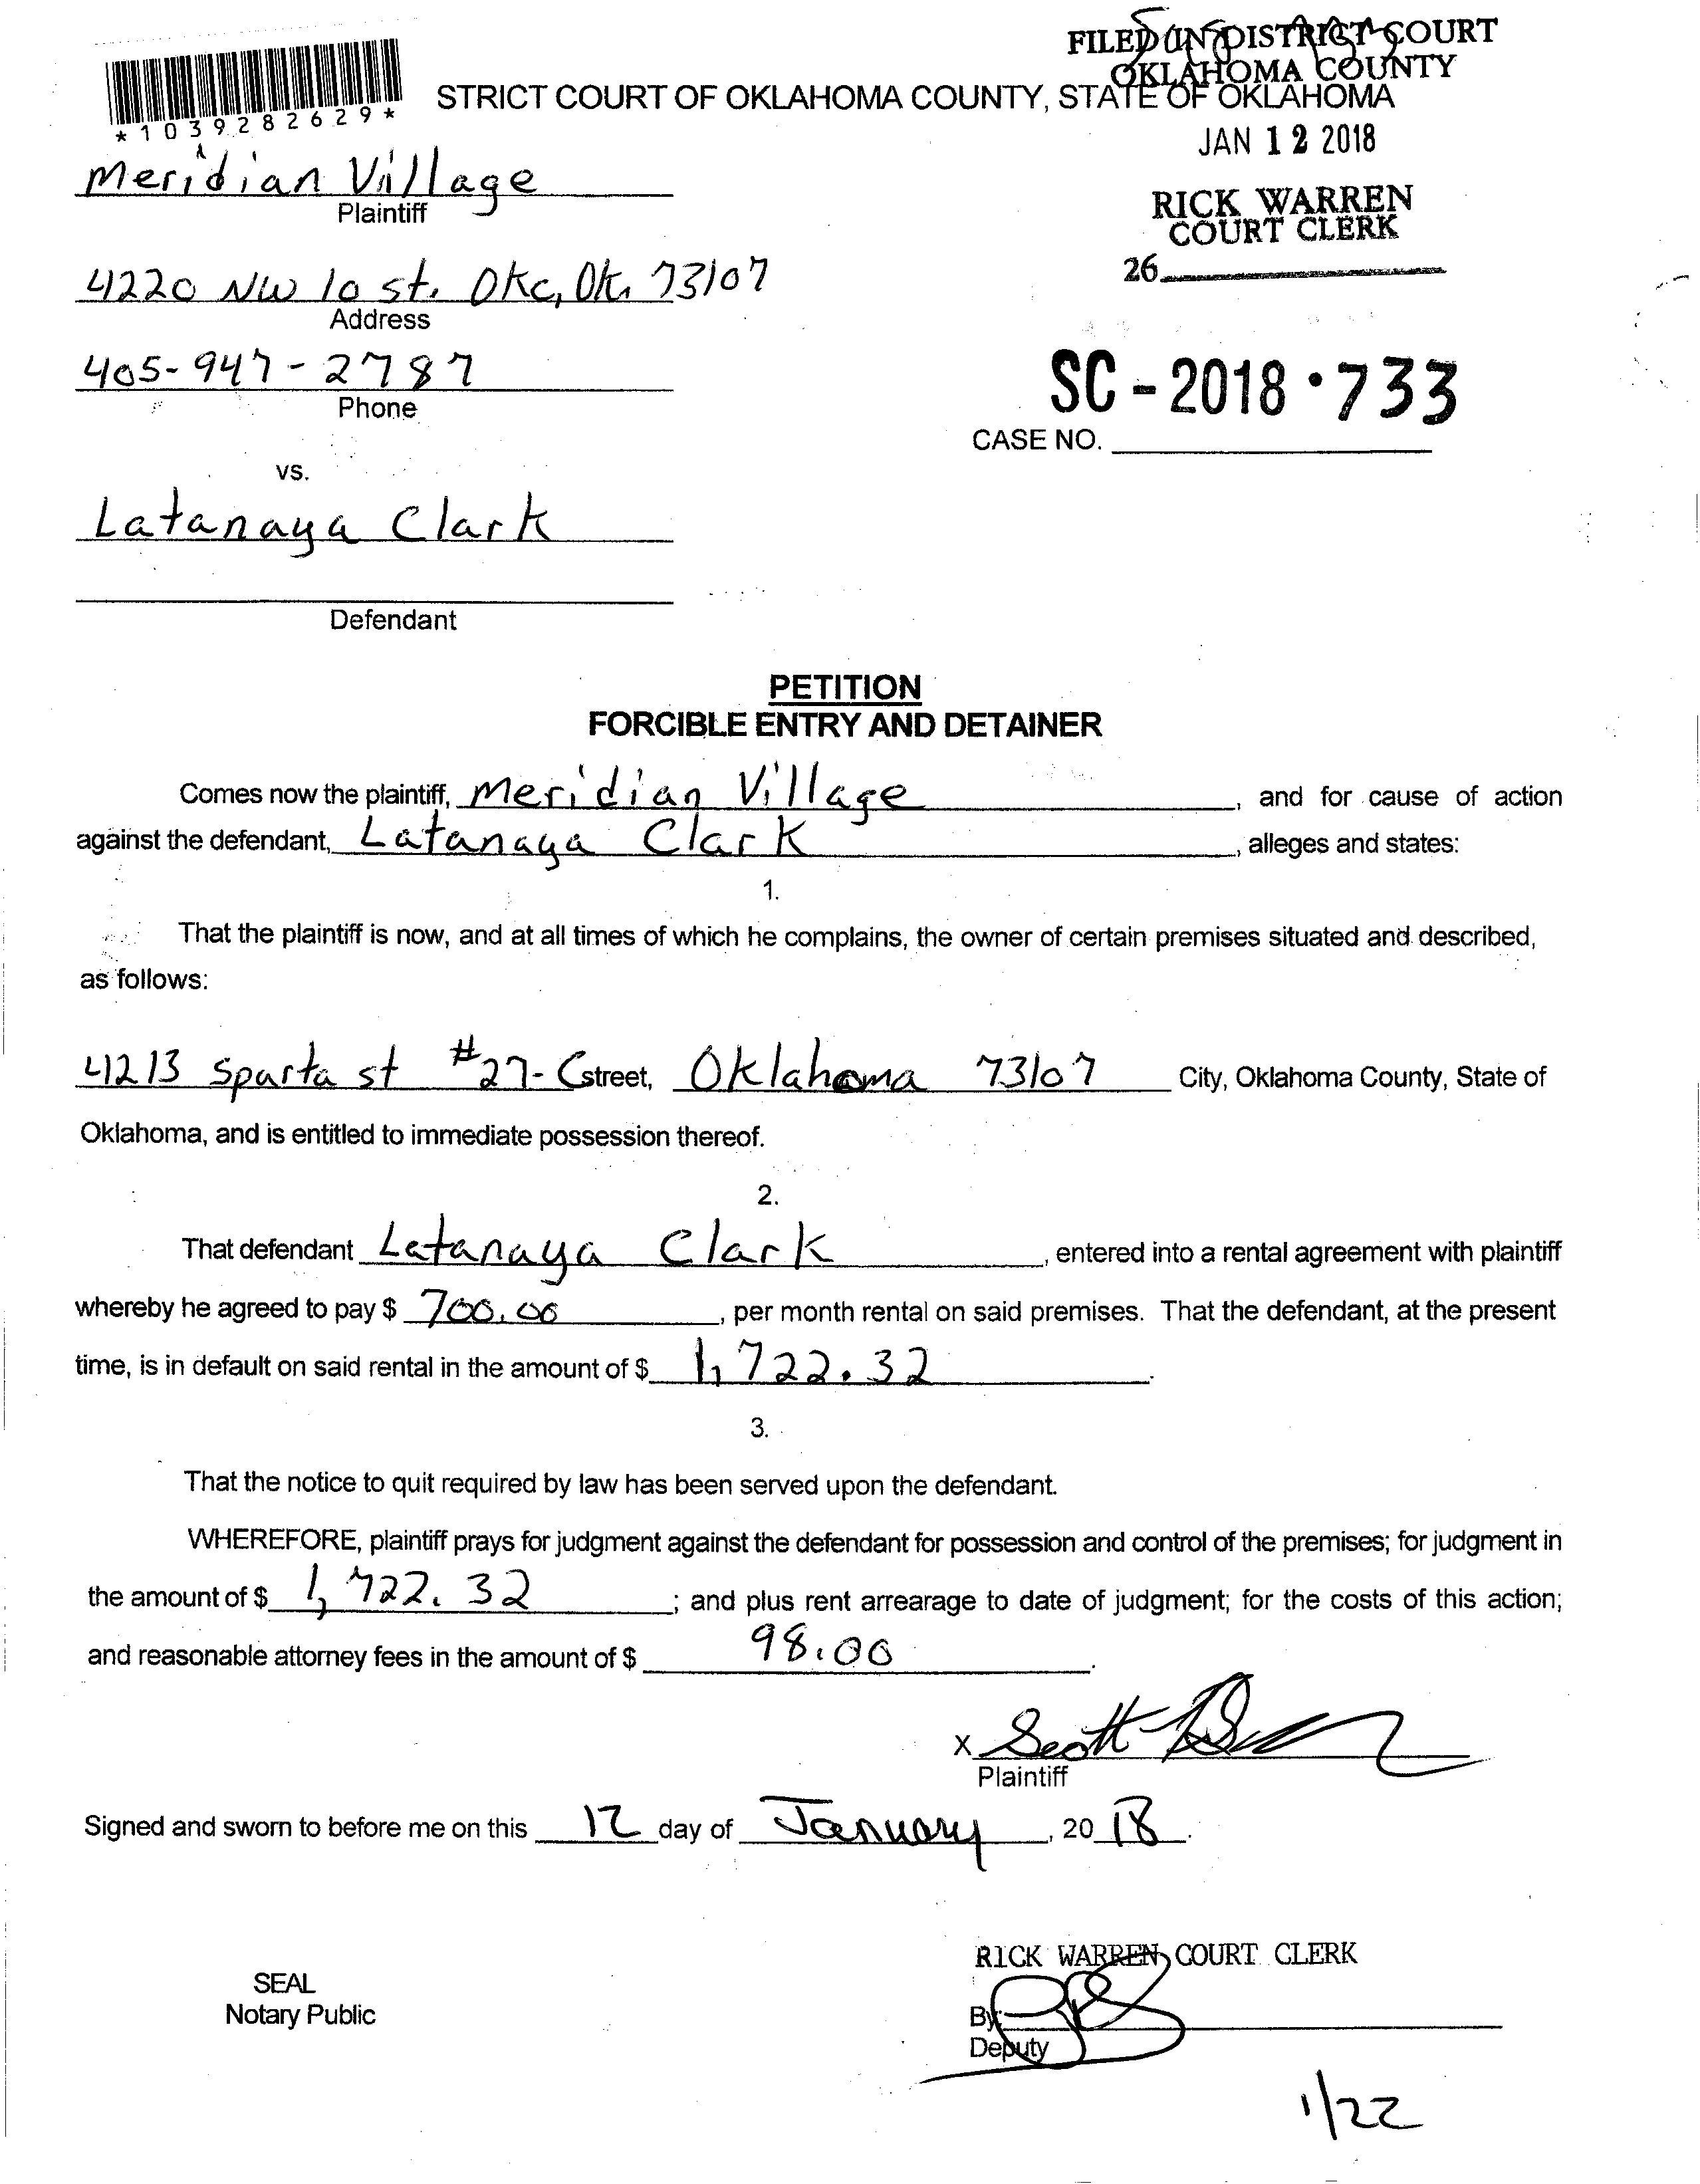 FILED IN DISTRICT COURT
OKLAHOMA COUNTY
STRICT COURT OF OKLAHOMA COUNTY, STATE OF OKLAHOMA
*1039282629*
JAN 12 2018
Meridian Village
Plaintiff
RICK WARREN
COURT CLERK
26
4220 NW 10 st. OKC, OK. 73107
Address
405-947-2787
Phone
SC - 2018 • 733
CASE NO.
vs.
Latanaya Clark
Defendant
PETITION
FORCIBLE ENTRY AND DETAINER
Comes now the plaintiff, Meridian Village, and for cause of action
against the defendant, Latanaya Clark, alleges and states:
1.
That the plaintiff is now, and at all times of which he complains, the owner of certain premises situated and described,
as follows:
4213 Sparta st #27-C street, Oklahoma 73107 City, Oklahoma County, State of
Oklahoma, and is entitled to immediate possession thereof.
2.
That defendant Latanaya Clark, entered into a rental agreement with plaintiff
whereby he agreed to pay $ 700.00, per month rental on said premises. That the defendant, at the present
time, is in default on said rental in the amount of $ 1,722.32.
3.
That the notice to quit required by law has been served upon the defendant.
WHEREFORE, plaintiff prays for judgment against the defendant for possession and control of the premises; for judgment in
the amount of $ 1,722.32; and plus rent arrearage to date of judgment; for the costs of this action;
and reasonable attorney fees in the amount of $ 98.00.
X Scott
Plaintiff
Signed and sworn to before me on this 12 day of January, 20 18.
RICK WARREN, COURT CLERK
SEAL
Notary Public
By:
Deputy
1/22